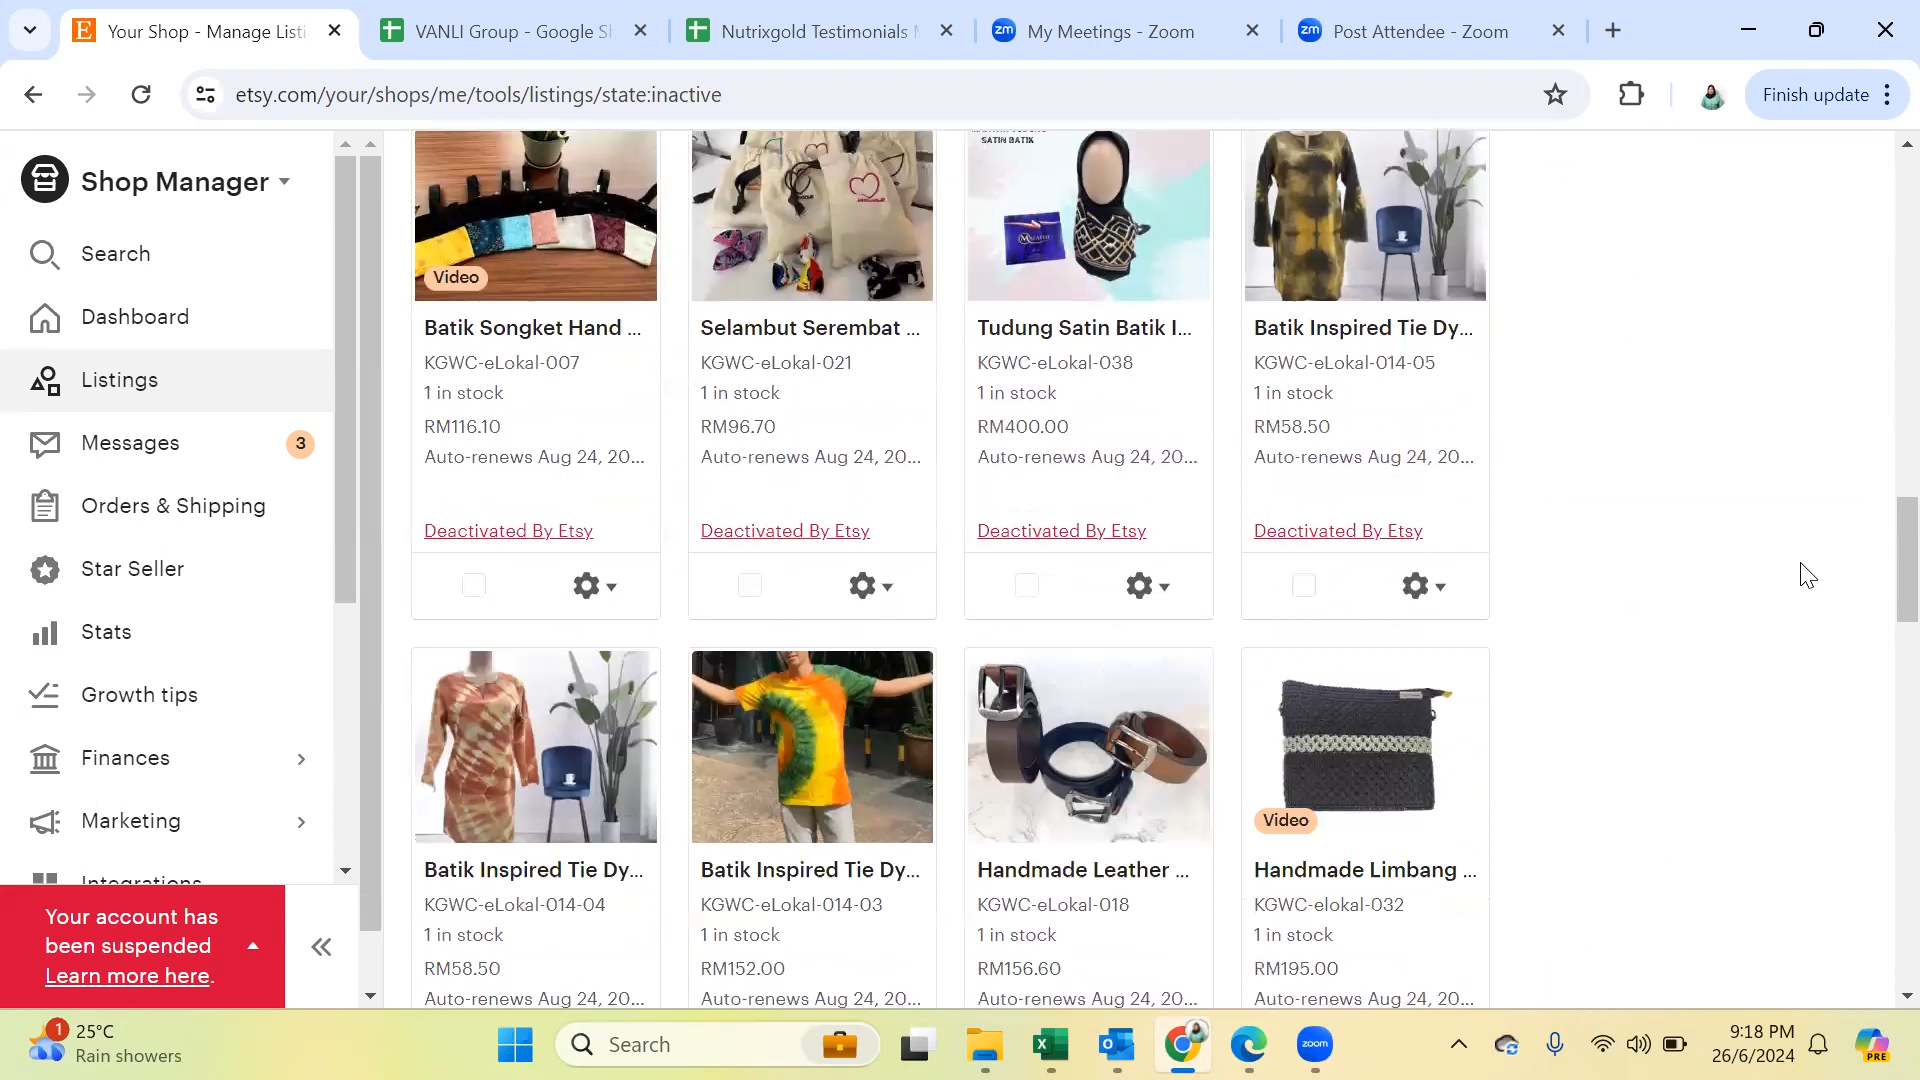 Your Shop - Manage Listi
VANLI Group - Google Sh
Nutrixgold Testimonials M
zm
My Meetings - Zoom
zm
Post Attendee - Zoom
etsy.com/your/shops/me/tools/listings/state:inactive
Finish update
Shop Manager
Search
Dashboard
Listings
Messages
3
Orders & Shipping
Star Seller
Stats
Growth tips
Finances
Marketing
Integrations
Your account has
been suspended
Learn more here.
SATIN BATIK
Video
Batik Songket Hand ...
KGWC-eLokal-007
1 in stock
RM116.10
Auto-renews Aug 24, 20...
Deactivated By Etsy
Selambut Serembat ...
KGWC-eLokal-021
1 in stock
RM96.70
Auto-renews Aug 24, 20...
Deactivated By Etsy
Tudung Satin Batik I...
KGWC-eLokal-038
1 in stock
RM400.00
Auto-renews Aug 24, 20...
Deactivated By Etsy
Batik Inspired Tie Dy...
KGWC-eLokal-014-05
1 in stock
RM58.50
Auto-renews Aug 24, 20...
Deactivated By Etsy
Batik Inspired Tie Dy...
KGWC-eLokal-014-04
1 in stock
RM58.50
Auto-renews Aug 24, 20...
Batik Inspired Tie Dy...
KGWC-eLokal-014-03
1 in stock
RM152.00
Auto-renews Aug 24, 20...
Handmade Leather ...
KGWC-eLokal-018
1 in stock
RM156.60
Auto-renews Aug 24, 20...
Video
Handmade Limbang ...
KGWC-elokal-032
1 in stock
RM195.00
Auto-renews Aug 24, 20...
1
25°C
Rain showers
Search
zoom
9:18 PM
26/6/2024
PRE